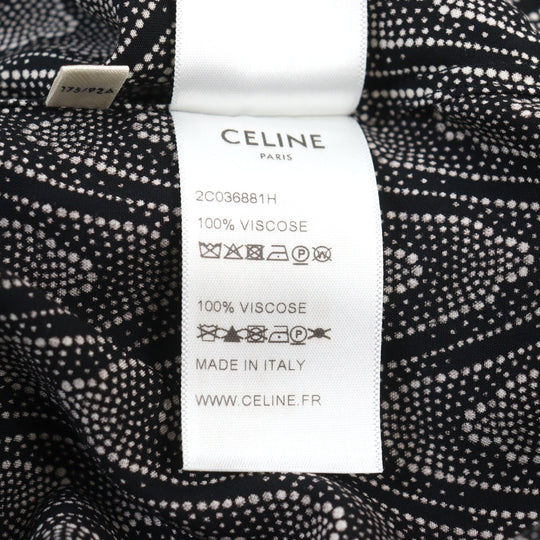 175/92A
CELINE
PARIS
2C036881H
100% VISCOSE
P W
100% VISCOSE
P
MADE IN ITALY
WWW.CELINE.FR